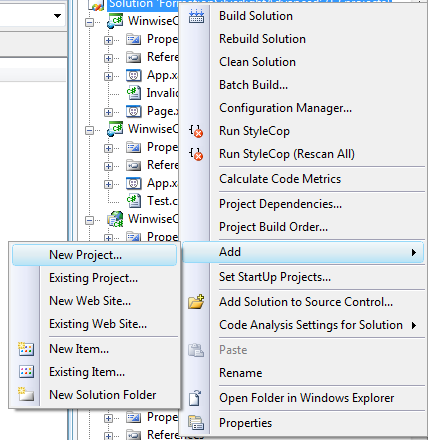 Build Solution
WinwiseC
Rebuild Solution
Prope
Clean Solution
Refere
Batch Build...
App.x
Configuration Manager...
Invalid
Page.x
Run StyleCop
WinwiseC
Run StyleCop (Rescan All)
Prope
Refere
Calculate Code Metrics
App.x
Project Dependencies...
Test.c
WinwiseC
Project Build Order...
Prope
New Project...
Add
Existing Project...
Set StartUp Projects...
New Web Site...
Add Solution to Source Control...
Existing Web Site...
Code Analysis Settings for Solution
New Item...
Paste
Existing Item...
Rename
New Solution Folder
Open Folder in Windows Explorer
Prope
Properties
References